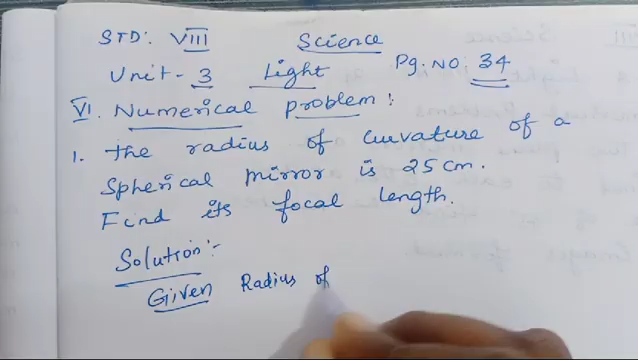 STD: VIII Science
Unit - 3 Light Pg. No: 34
VI. Numerical problem:
1. the radius of curvature of a
Spherical mirror is 25 cm.
Find its focal length.
Solution:-
Given Radius of